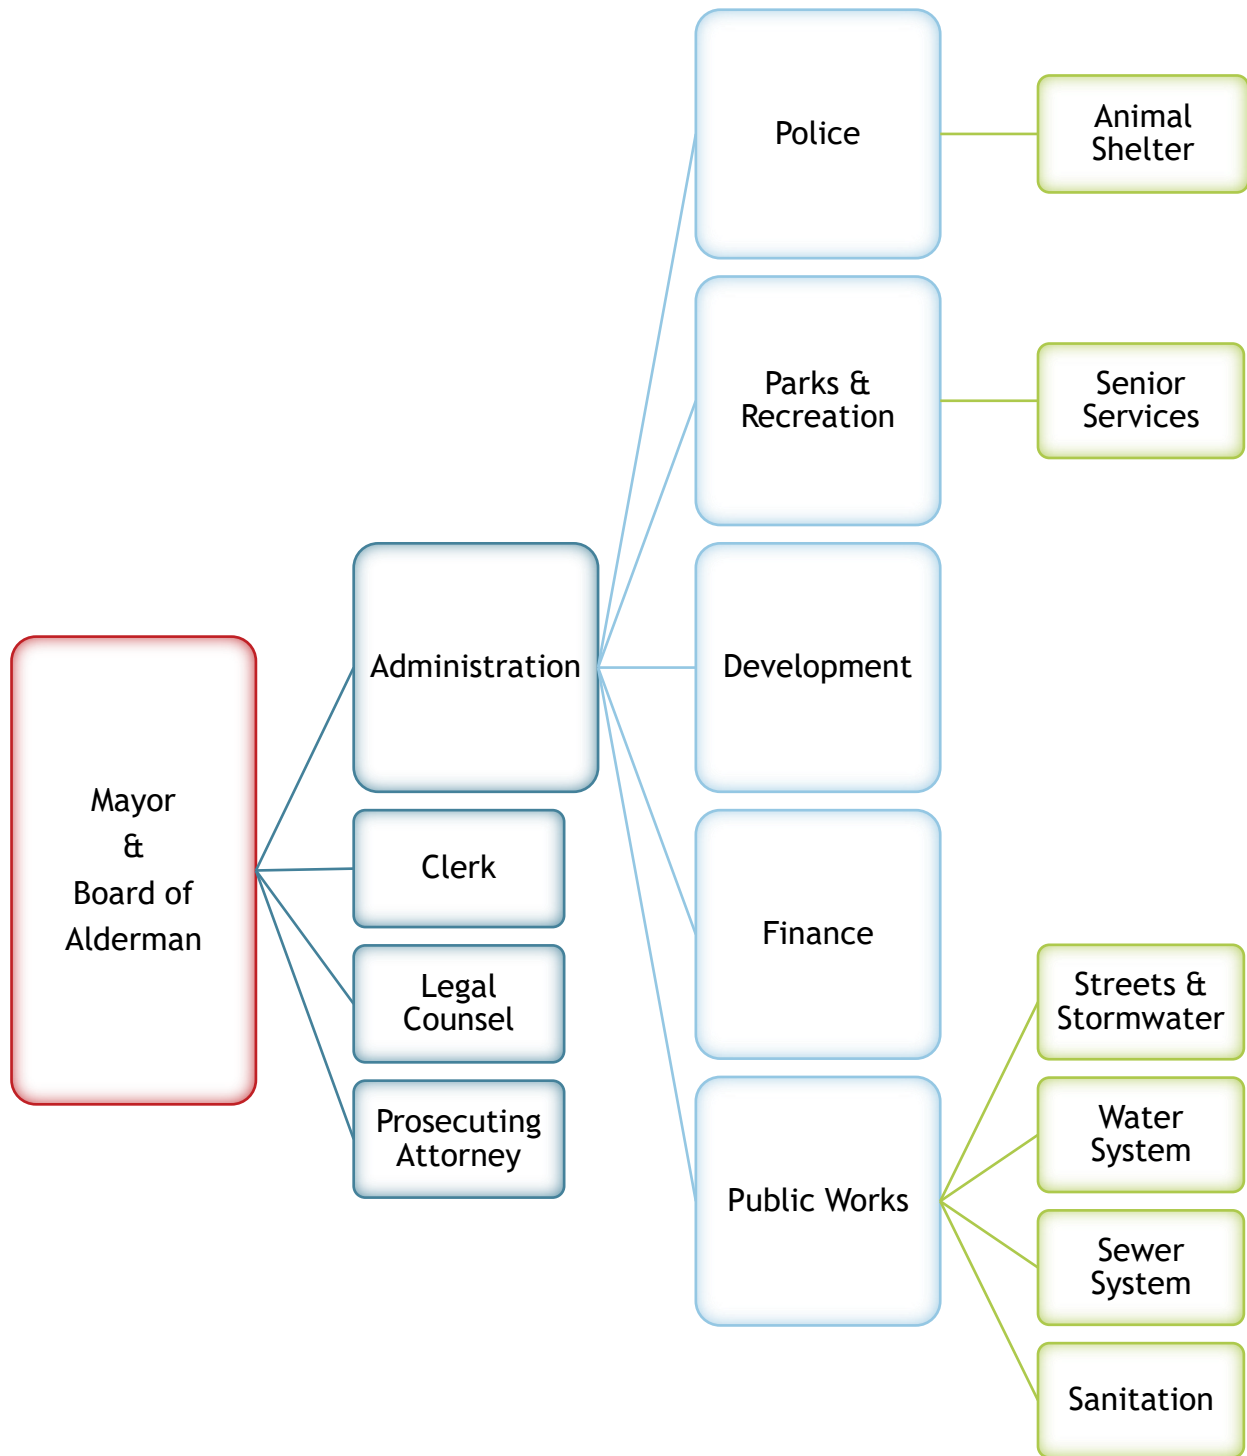 Mayor
&
Board of
Alderman
Administration
Clerk
Legal
Counsel
Prosecuting
Attorney
Police
Parks &
Recreation
Development
Finance
Public Works
Animal
Shelter
Senior
Services
Streets &
Stormwater
Water
System
Sewer
System
Sanitation